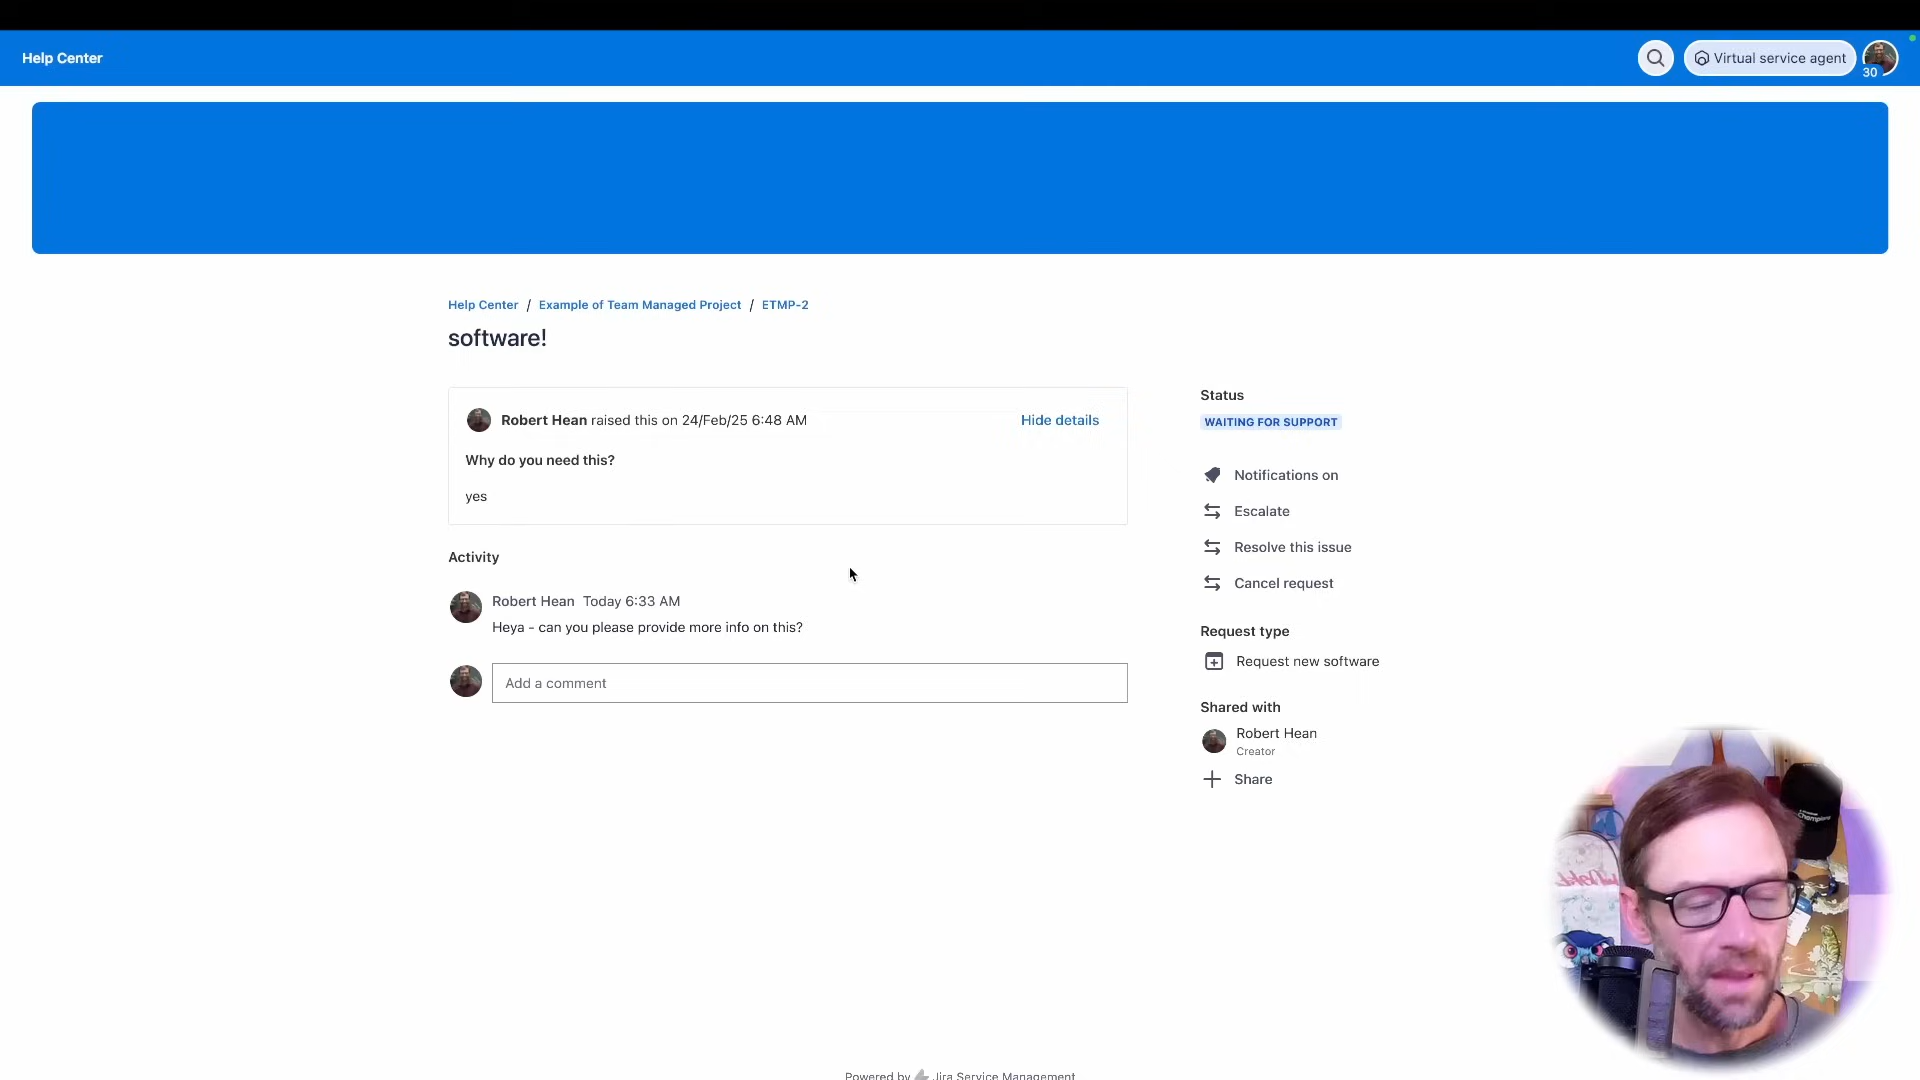 Help Center
Virtual service agent
30
Help Center / Example of Team Managed Project / ETMP-2
software!
Robert Hean raised this on 24/Feb/25 6:48 AM
Hide details
Why do you need this?
yes
Activity
Robert Hean Today 6:33 AM
Heya - can you please provide more info on this?
Add a comment
Status
WAITING FOR SUPPORT
Notifications on
Escalate
Resolve this issue
Cancel request
Request type
Request new software
Shared with
Robert Hean
Creator
Share
Powered by Jira Service Management